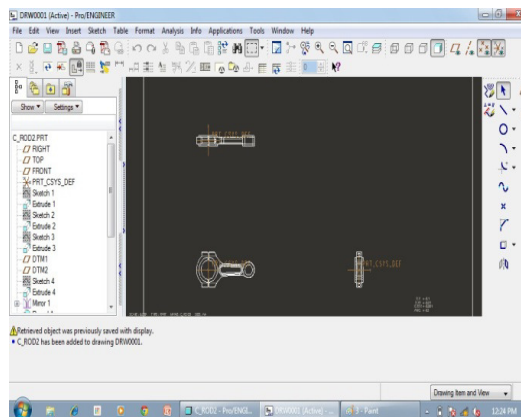 DRW0001 (Active) - Pro/ENGINEER
File Edit View Insert Sketch Table Format Analysis Info Applications Tools Window Help
Show Settings
C_ROD2.PRT
RIGHT
TOP
FRONT
PRT_CSYS_DEF
Sketch 1
Extrude 1
Sketch 2
Extrude 2
Sketch 3
Extrude 3
DTM1
DTM2
Sketch 4
Extrude 4
Mirror 1
PRT_CSYS_DEF
PRT_CSYS_DEF
Retrieved object was previously saved with display.
C_ROD2 has been added to drawing DRW0001.
Drawing Item and View
C_ROD2 - Pro/ENGI...
DRW0001 (Active) - ...
Paint
12:24 PM